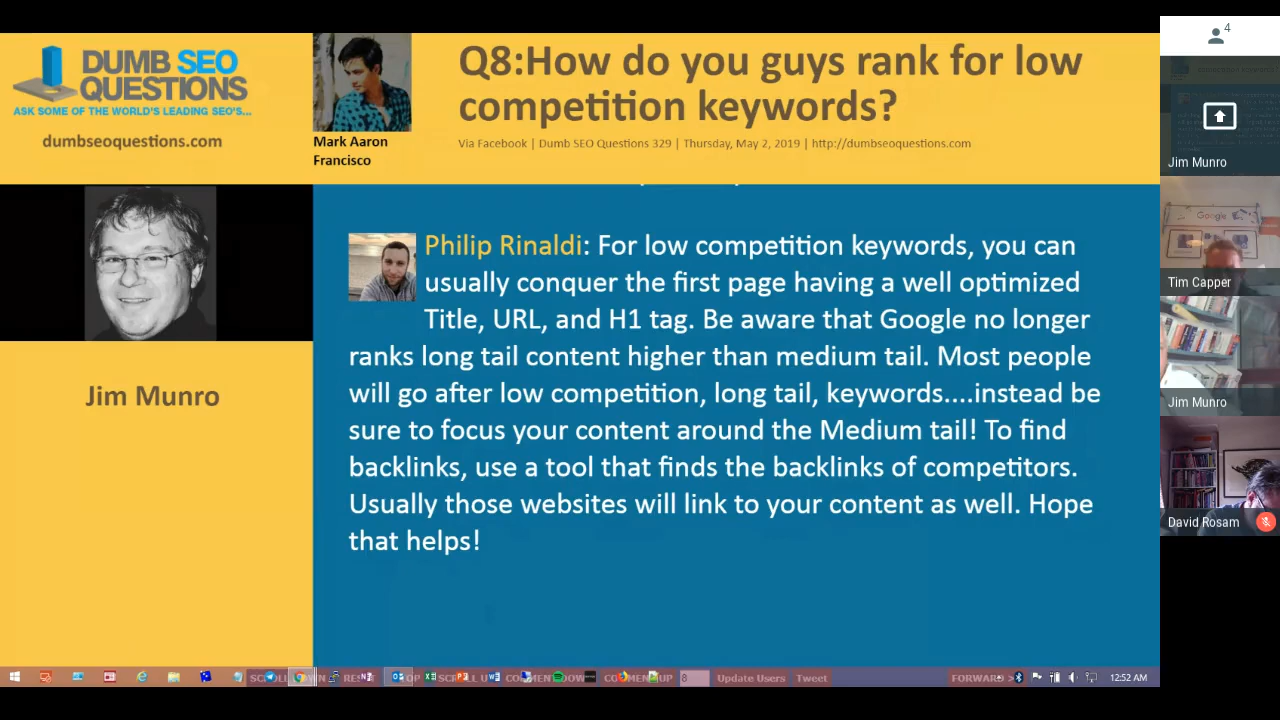 DUMB SEO
QUESTIONS
ASK SOME OF THE WORLD'S LEADING SEO'S...
dumbseoquestions.com
Mark Aaron
Francisco
Q8:How do you guys rank for low
competition keywords?
Via Facebook | Dumb SEO Questions 329 | Thursday, May 2, 2019 | http://dumbseoquestions.com
Jim Munro
Philip Rinaldi: For low competition keywords, you can
usually conquer the first page having a well optimized
Title, URL, and H1 tag. Be aware that Google no longer
ranks long tail content higher than medium tail. Most people
will go after low competition, long tail, keywords....instead be
sure to focus your content around the Medium tail! To find
backlinks, use a tool that finds the backlinks of competitors.
Usually those websites will link to your content as well. Hope
that helps!
4
Jim Munro
Google
Tim Capper
Jim Munro
David Rosam
8
Update Users
Tweet
FORWARD >
12:52 AM